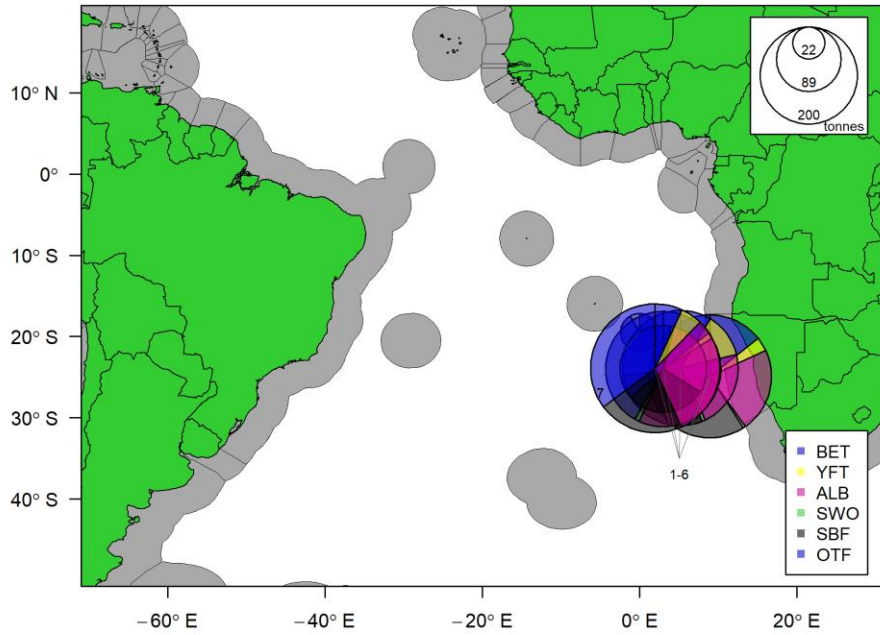 22
89
200
tonnes
10° N
0°
10° S
20° S
30° S
40° S
7
1-6
BET
YFT
ALB
SWO
SBF
OTF
−60° E
−40° E
−20° E
0° E
20° E